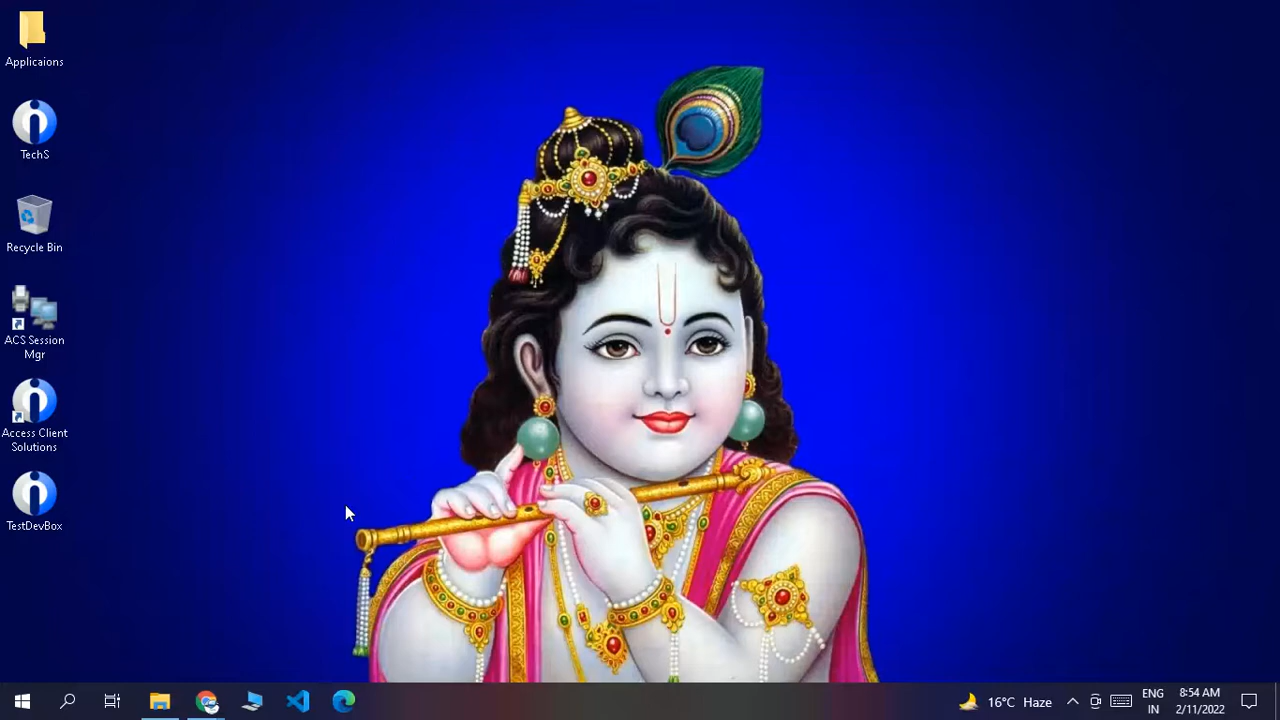 Applicaions
TechS
Recycle Bin
ACS Session
Mgr
Access Client
Solutions
TestDevBox
16°C Haze
ENG
IN
8:54 AM
2/11/2022